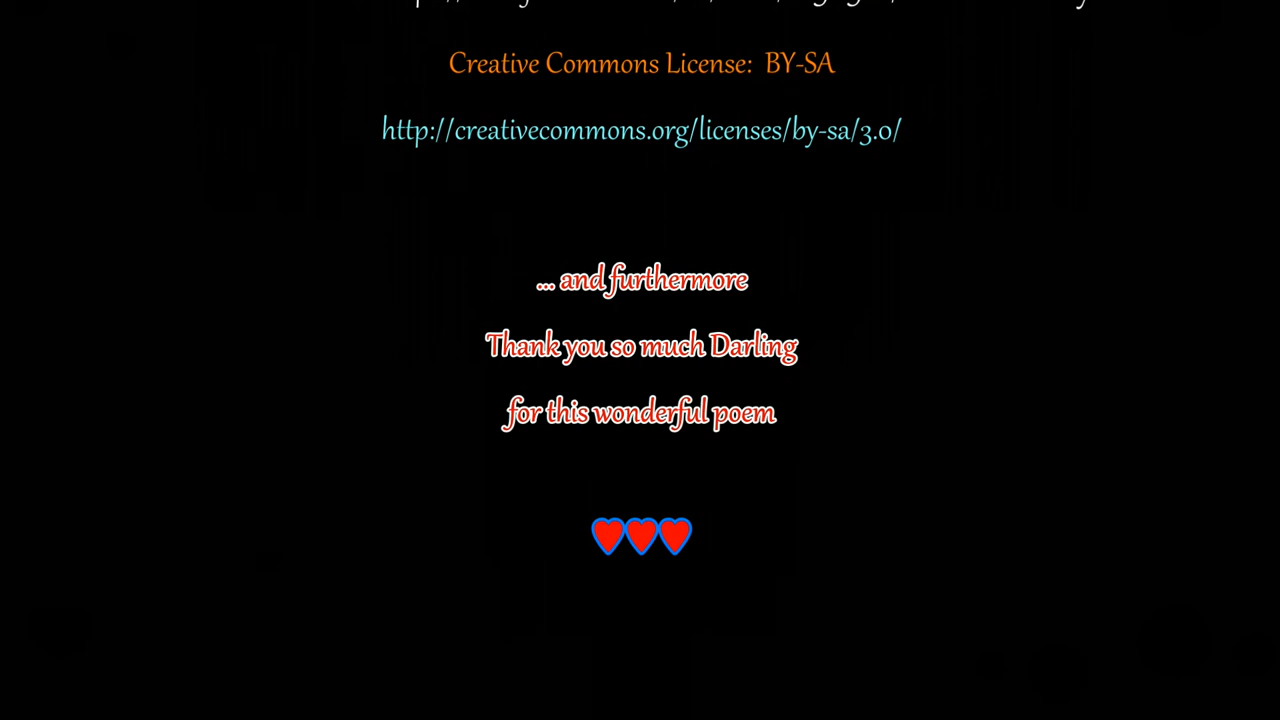 Creative Commons License: BY-SA
http://creativecommons.org/licenses/by-sa/3.0/
... and furthermore
Thank you so much Darling
for this wonderful poem